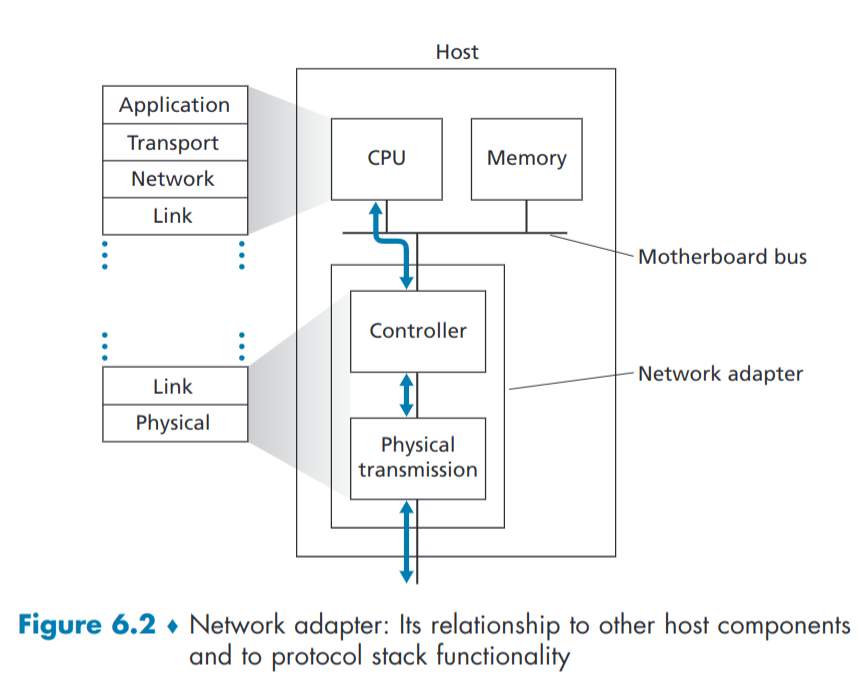 Host
Application
Transport
Network
Link
CPU
Memory
Motherboard bus
Controller
Network adapter
Link
Physical
Physical
transmission
Figure 6.2 ♦ Network adapter: Its relationship to other host components
and to protocol stack functionality